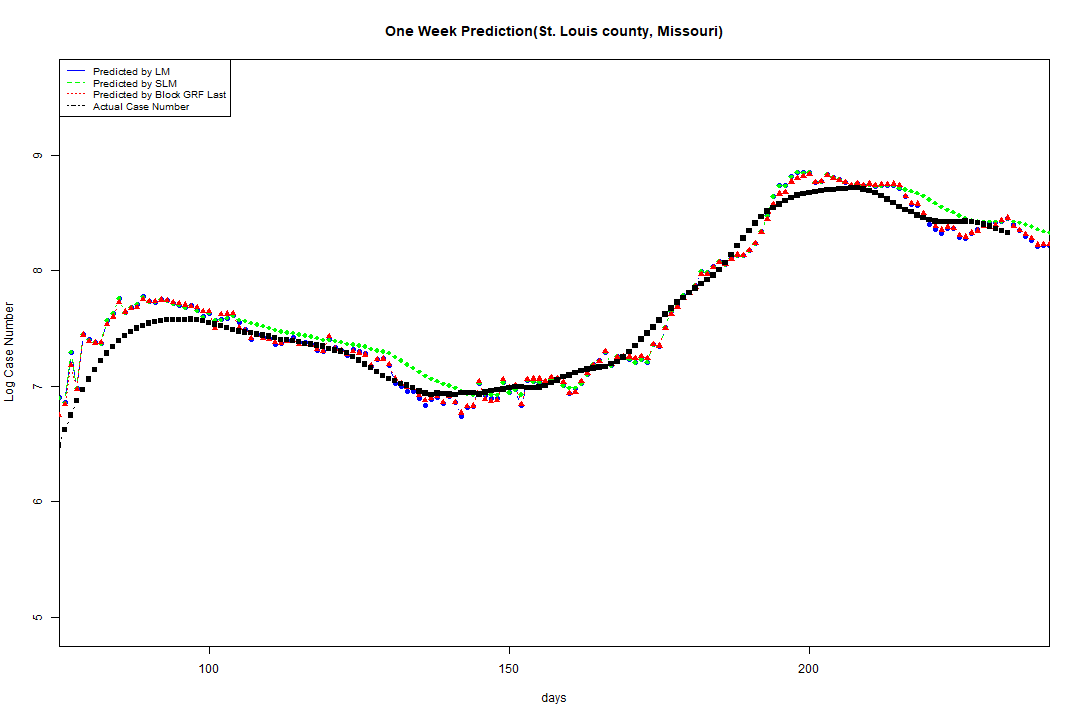 One Week Prediction(St. Louis county, Missouri)
Predicted by LM
Predicted by SLM
Predicted by Block GRF Last
Actual Case Number
Log Case Number
9
8
7
6
5
100 150 200
days